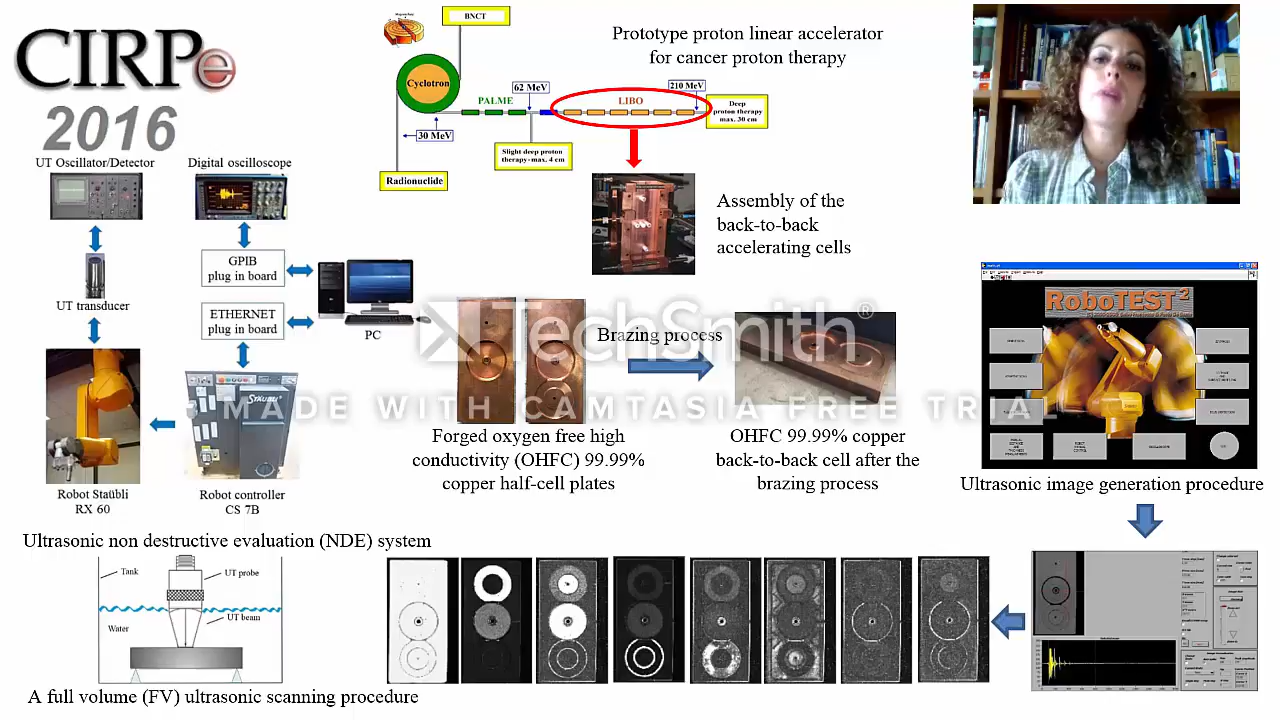 CIRPe
2016
BNCT
Cyclotron
PALME
62 MeV
LIBO
210 MeV
30 MeV
Deep
proton therapy
max. 30 cm
Slight deep proton
therapy-max. 4 cm
Radionuclide
Prototype proton linear accelerator
for cancer proton therapy
Assembly of the
back-to-back
accelerating cells
UT Oscillator/Detector
Digital oscilloscope
GPIB
plug in board
UT transducer
ETHERNET
plug in board
PC
STÄUBLI
Robot Staübli
RX 60
Robot controller
CS 7B
Ultrasonic non destructive evaluation (NDE) system
TechSmith®
MADE WITH CAMTASIA FREE TRIAL
Brazing process
Forged oxygen free high
conductivity (OHFC) 99.99%
copper half-cell plates
OHFC 99.99% copper
back-to-back cell after the
brazing process
RoboTEST2
Ultrasonic image generation procedure
Tank
UT probe
UT beam
Water
A full volume (FV) ultrasonic scanning procedure